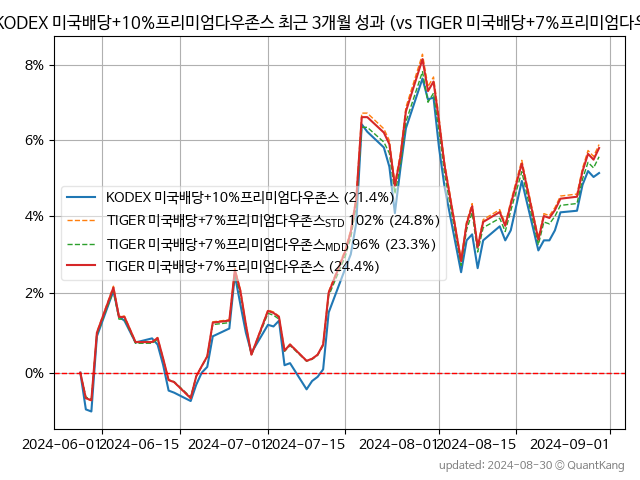 KODEX 미국배당+10%프리미엄다우존스 최근 3개월 성과 (vs TIGER 미국배당+7%프리미엄다우
8%
6%
4%
2%
0%
KODEX 미국배당+10%프리미엄다우존스 (21.4%)
TIGER 미국배당+7%프리미엄다우존스STD 102% (24.8%)
TIGER 미국배당+7%프리미엄다우존스MDD 96% (23.3%)
TIGER 미국배당+7%프리미엄다우존스 (24.4%)
2024-06-01 2024-06-15 2024-07-01 2024-07-15 2024-08-01 2024-08-15 2024-09-01
updated: 2024-08-30 © QuantKang